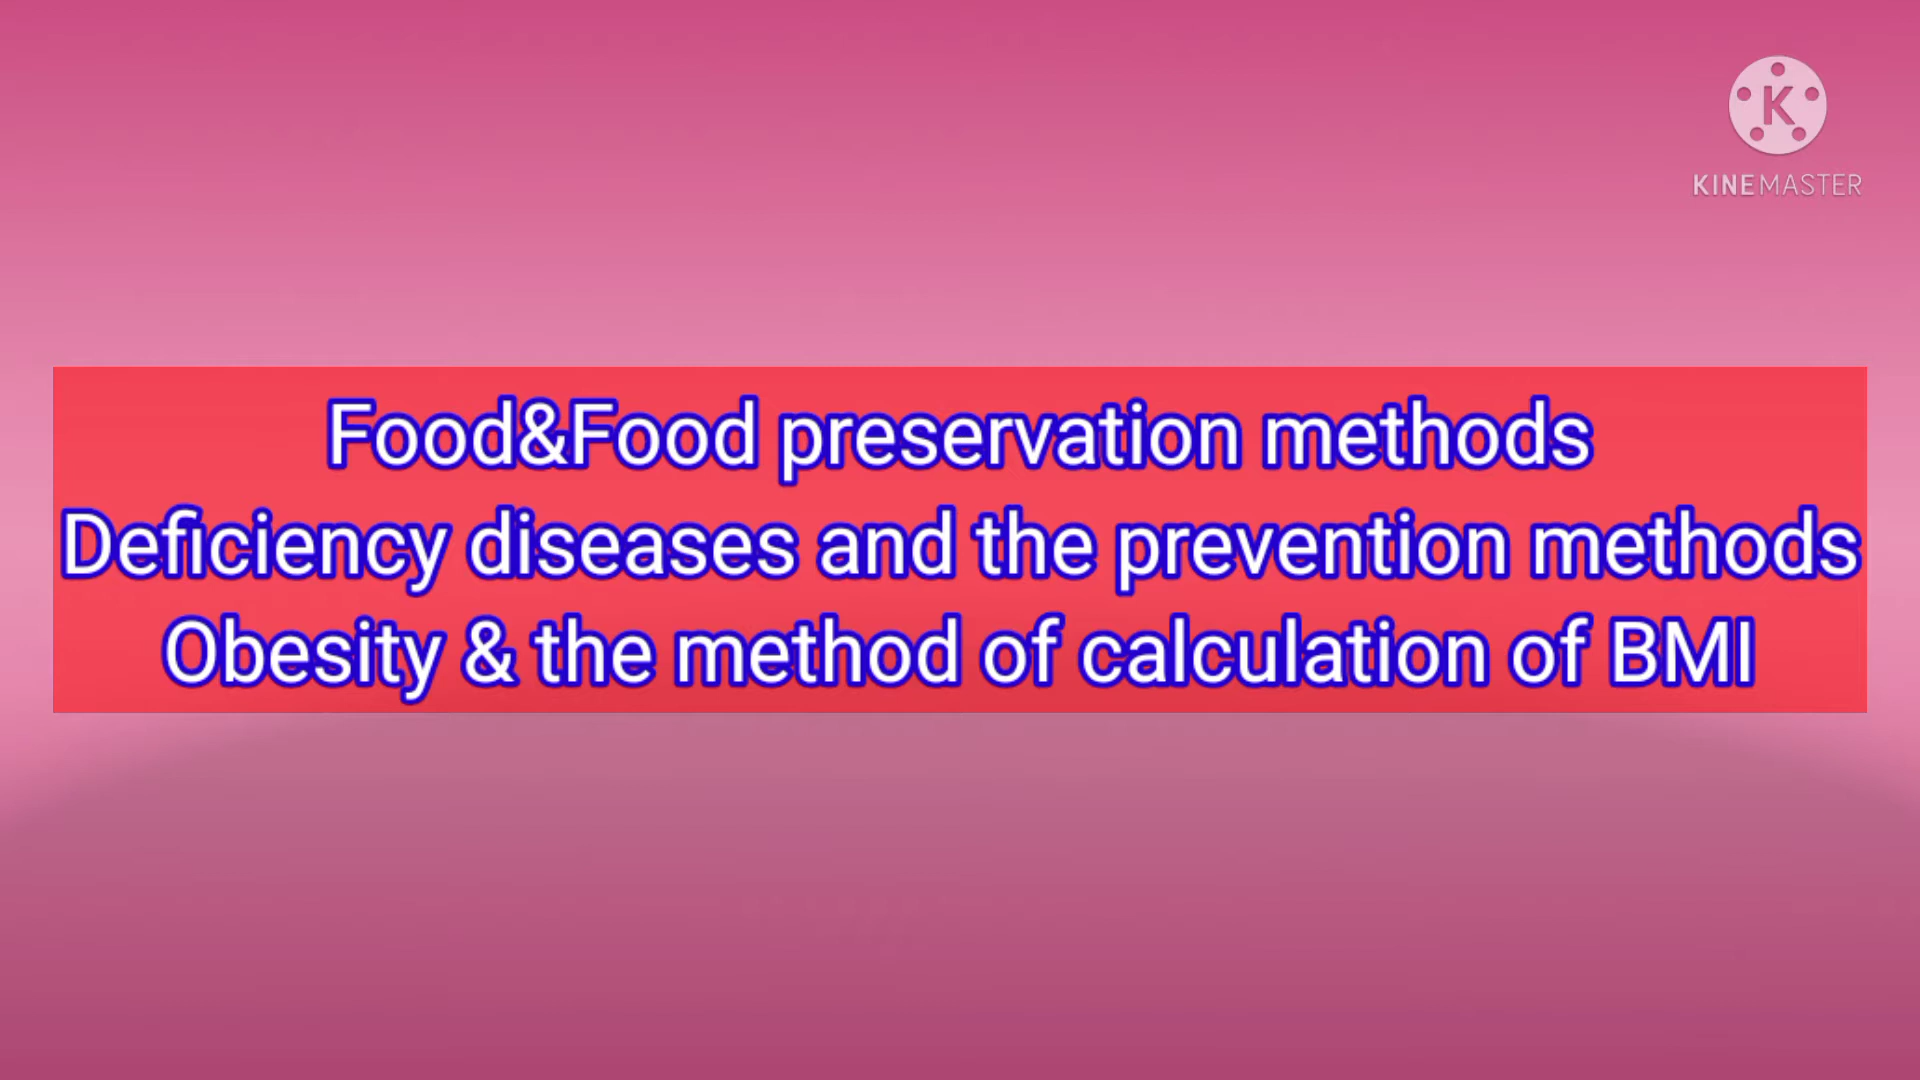 K
KINEMASTER
Food&Food preservation methods
Deficiency diseases and the prevention methods
Obesity & the method of calculation of BMI